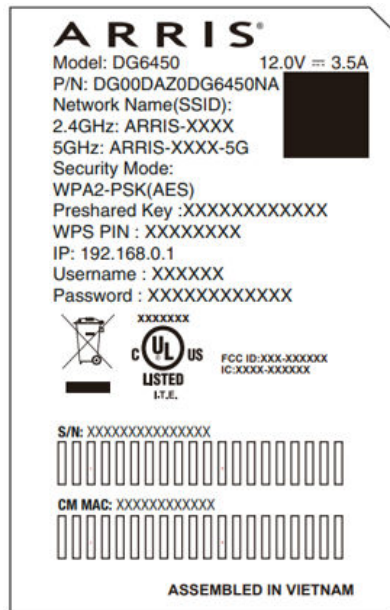 ARRIS®
Model: DG6450 12.0V ⎓ 3.5A
P/N: DG00DAZ0DG6450NA
Network Name(SSID):
2.4GHz: ARRIS-XXXX
5GHz: ARRIS-XXXX-5G
Security Mode:
WPA2-PSK(AES)
Preshared Key :XXXXXXXXXXXX
WPS PIN : XXXXXXXX
IP: 192.168.0.1
Username : XXXXXX
Password : XXXXXXXXXXXX
XXXXXXX
C UL US
LISTED
I.T.E.
FCC ID:XXX-XXXXXX
IC:XXXX-XXXXXX
S/N: XXXXXXXXXXXXXXX
CM MAC: XXXXXXXXXXXX
ASSEMBLED IN VIETNAM